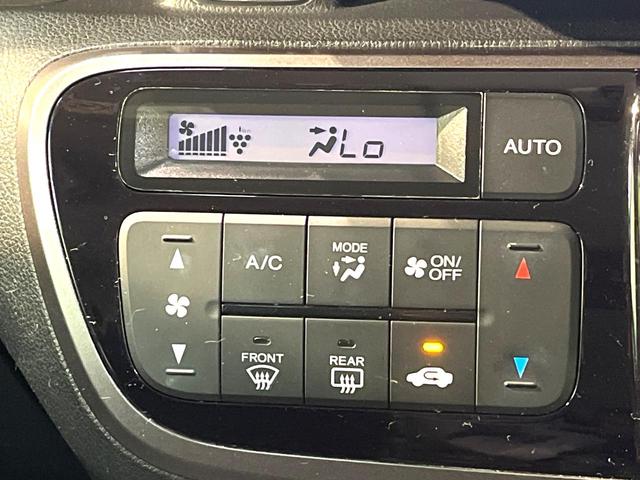 Lo
AUTO
A/C
MODE
ON/
OFF
FRONT
REAR